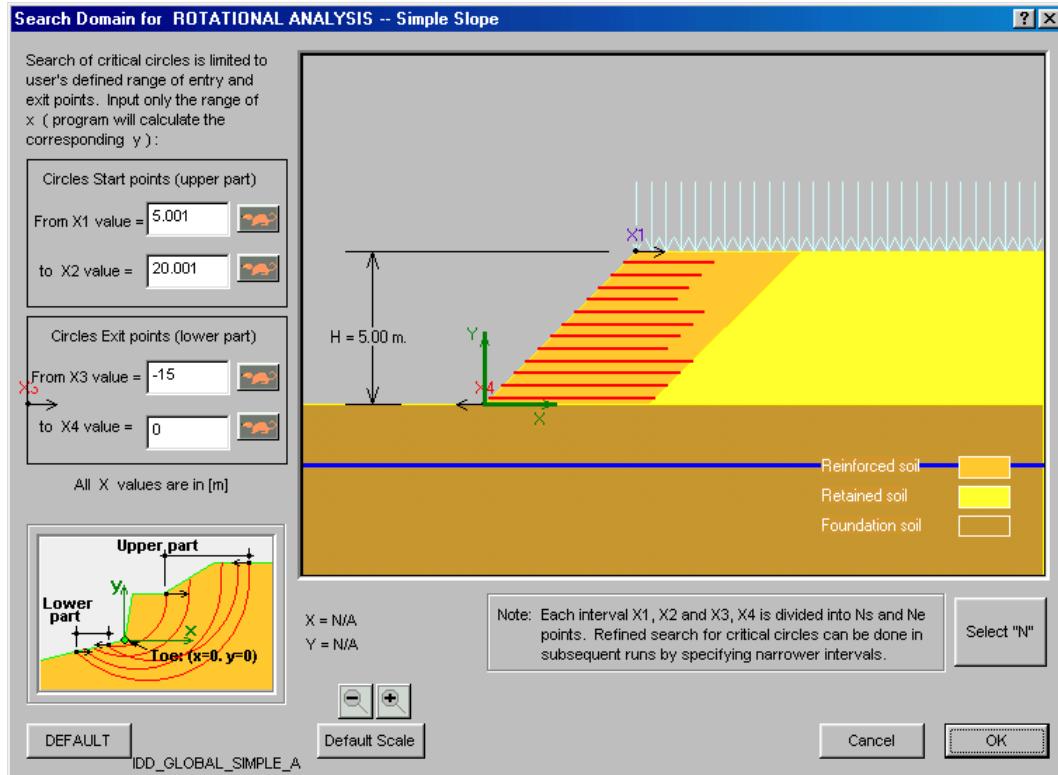 Search Domain for ROTATIONAL ANALYSIS -- Simple Slope
Search of critical circles is limited to
user's defined range of entry and
exit points. Input only the range of
x ( program will calculate the
corresponding y ) :
Circles Start points (upper part)
From X1 value = 5.001
to X2 value = 20.001
Circles Exit points (lower part)
From X3 value = -15
X3
to X4 value = 0
All X values are in [m]
Upper part
Lower
part
y
x
Toe: (x=0. y=0)
DEFAULT
IDD_GLOBAL_SIMPLE_A
X1
H = 5.00 m.
Y
X4
X
Reinforced soil
Retained soil
Foundation soil
X = N/A
Y = N/A
Default Scale
Note: Each interval X1, X2 and X3, X4 is divided into Ns and Ne
points. Refined search for critical circles can be done in
subsequent runs by specifying narrower intervals.
Select "N"
Cancel
OK